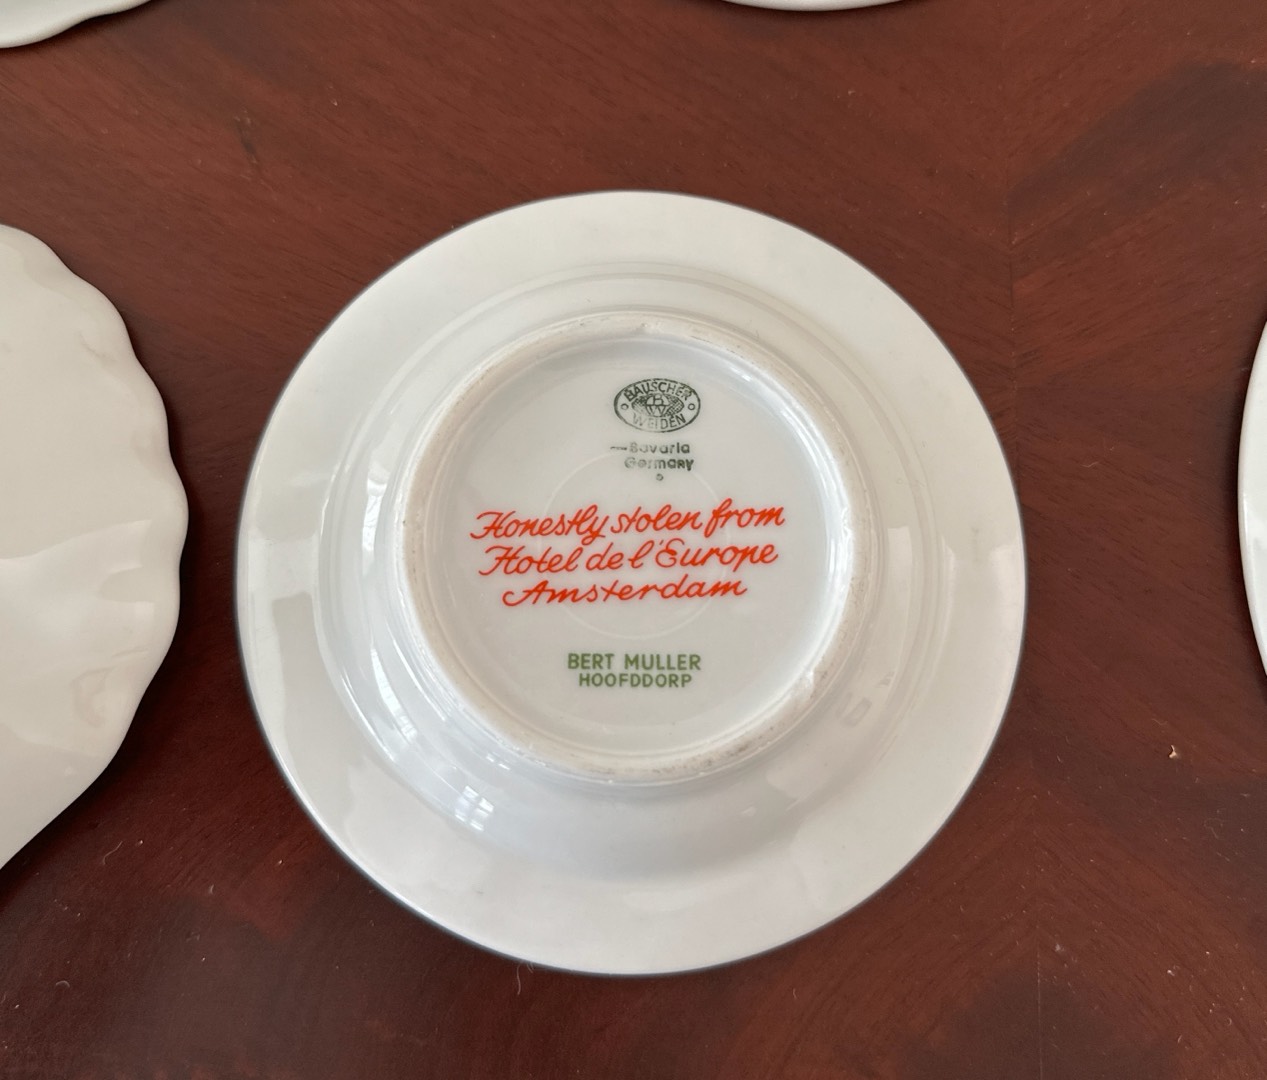 BAUSCHER
WEIDEN
Bavaria
Germany
Honestly stolen from
Hotel de l'Europe
Amsterdam
BERT MULLER
HOOFDDORP